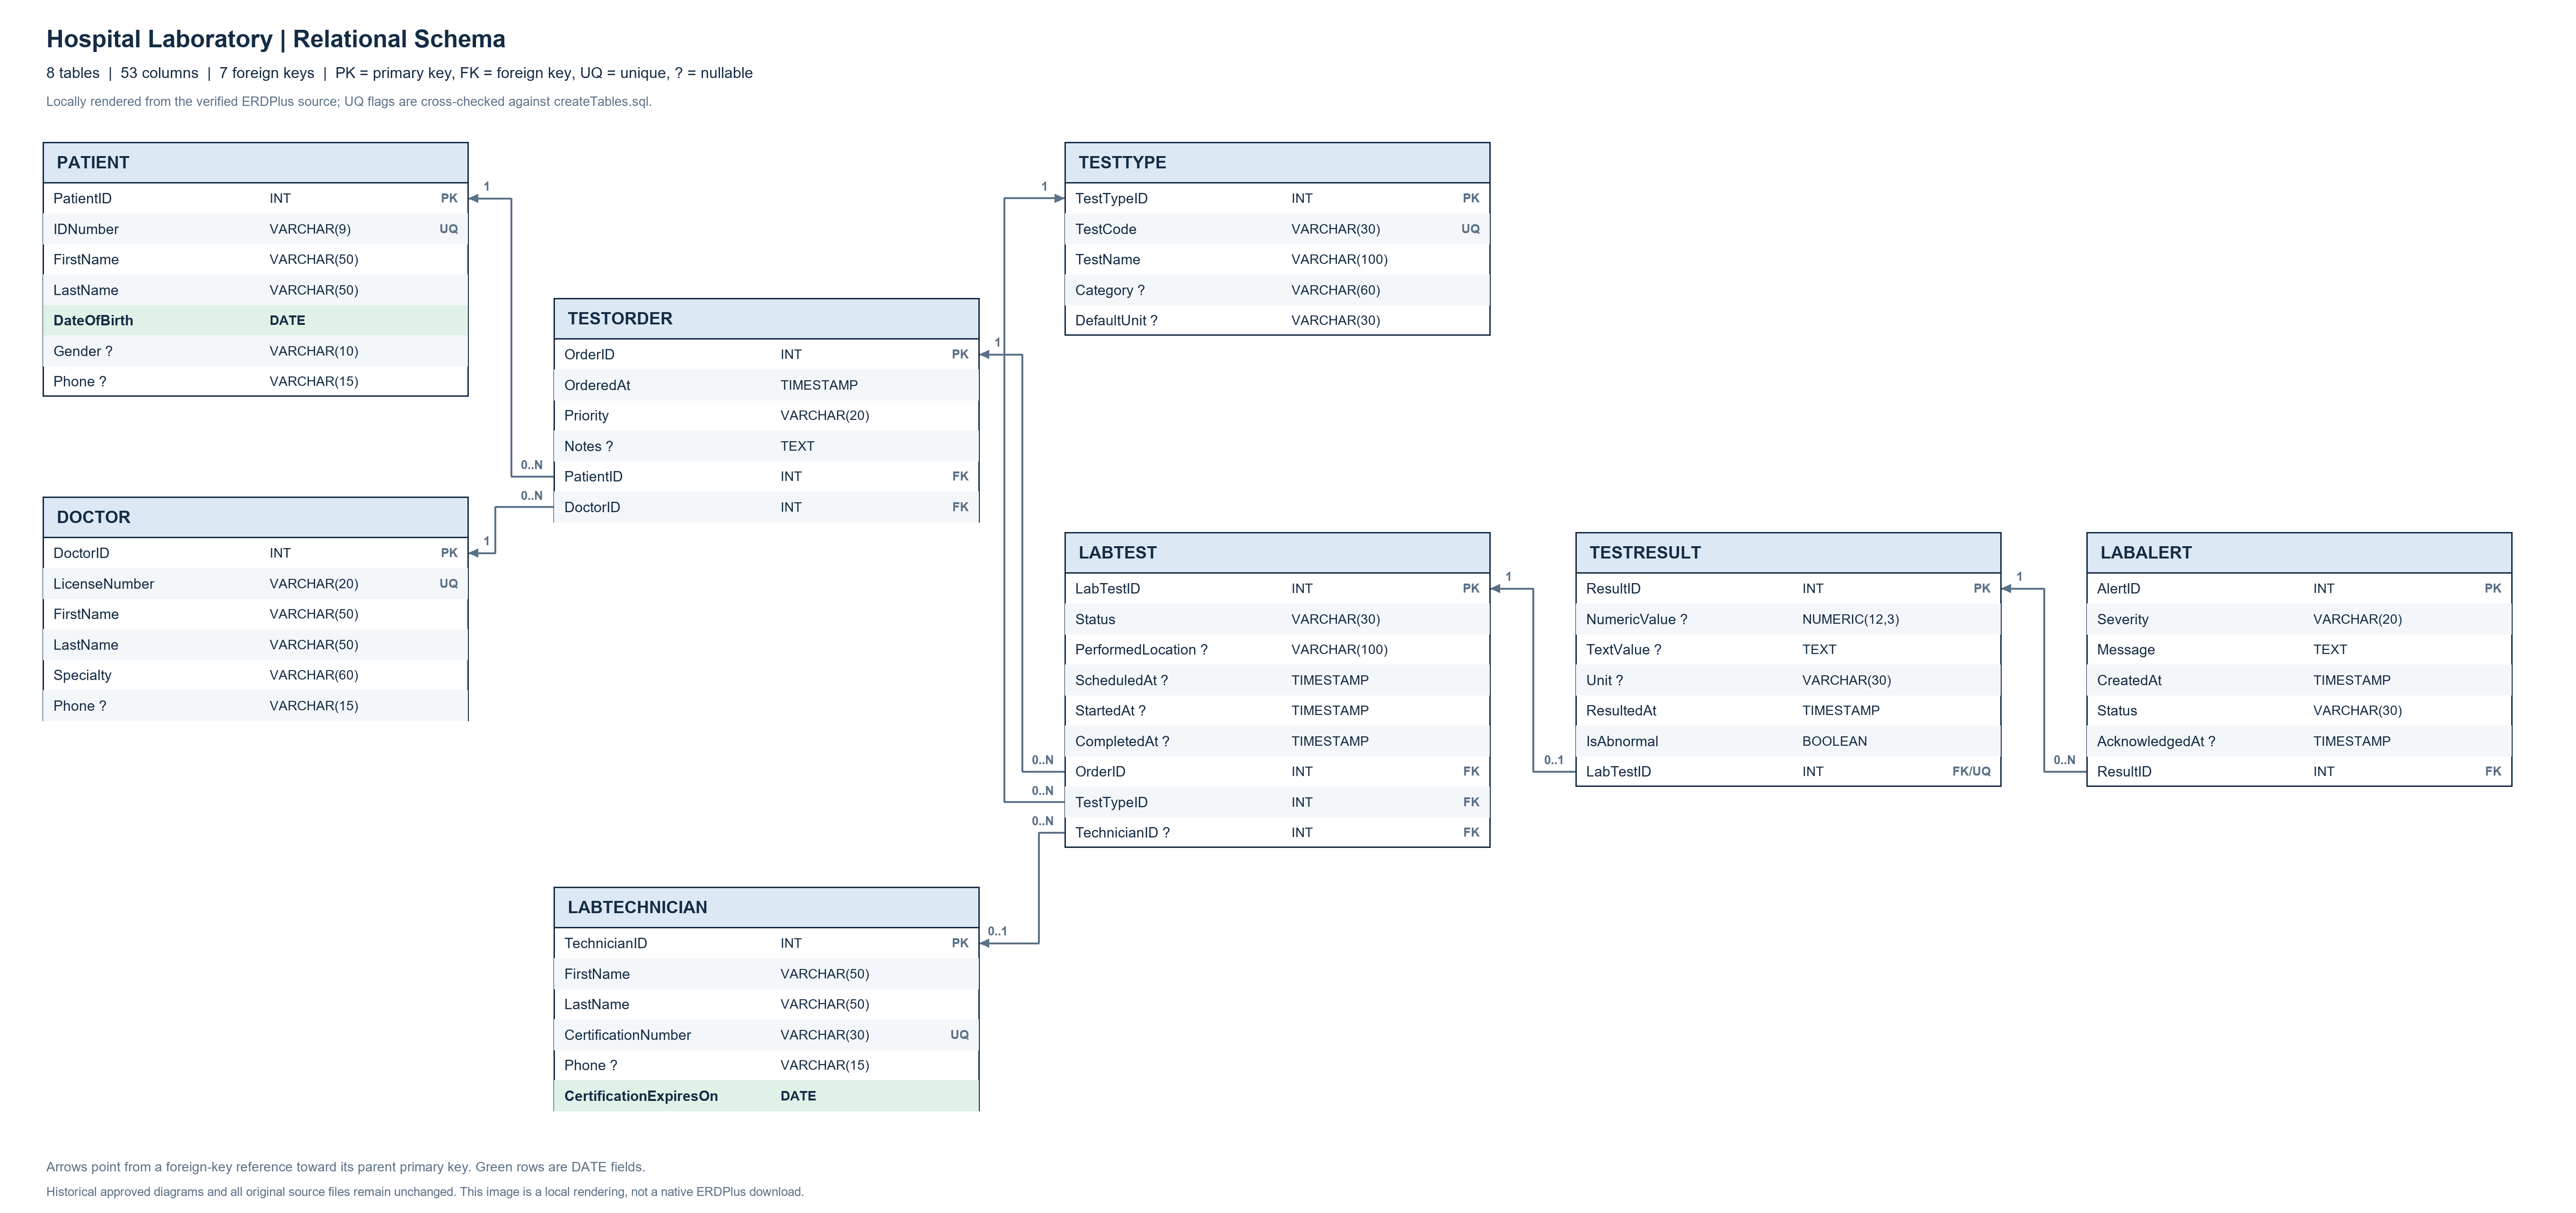 Hospital Laboratory | Relational Schema
8 tables | 53 columns | 7 foreign keys | PK = primary key, FK = foreign key, UQ = unique, ? = nullable
Locally rendered from the verified ERDPlus source; UQ flags are cross-checked against createTables.sql.
PATIENT
PatientID INT PK
IDNumber VARCHAR(9) UQ
FirstName VARCHAR(50)
LastName VARCHAR(50)
DateOfBirth DATE
Gender ? VARCHAR(10)
Phone ? VARCHAR(15)
1
0..N
DOCTOR
DoctorID INT PK
LicenseNumber VARCHAR(20) UQ
FirstName VARCHAR(50)
LastName VARCHAR(50)
Specialty VARCHAR(60)
Phone ? VARCHAR(15)
1
0..N
TESTORDER
OrderID INT PK
OrderedAt TIMESTAMP
Priority VARCHAR(20)
Notes ? TEXT
PatientID INT FK
DoctorID INT FK
1
0..N
LABTECHNICIAN
TechnicianID INT PK
FirstName VARCHAR(50)
LastName VARCHAR(50)
CertificationNumber VARCHAR(30) UQ
Phone ? VARCHAR(15)
CertificationExpiresOn DATE
0..1
0..N
TESTTYPE
TestTypeID INT PK
TestCode VARCHAR(30) UQ
TestName VARCHAR(100)
Category ? VARCHAR(60)
DefaultUnit ? VARCHAR(30)
1
0..N
LABTEST
LabTestID INT PK
Status VARCHAR(30)
PerformedLocation ? VARCHAR(100)
ScheduledAt ? TIMESTAMP
StartedAt ? TIMESTAMP
CompletedAt ? TIMESTAMP
OrderID INT FK
TestTypeID INT FK
TechnicianID ? INT FK
1
0..1
TESTRESULT
ResultID INT PK
NumericValue ? NUMERIC(12,3)
TextValue ? TEXT
Unit ? VARCHAR(30)
ResultedAt TIMESTAMP
IsAbnormal BOOLEAN
LabTestID INT FK/UQ
1
0..N
LABALERT
AlertID INT PK
Severity VARCHAR(20)
Message TEXT
CreatedAt TIMESTAMP
Status VARCHAR(30)
AcknowledgedAt ? TIMESTAMP
ResultID INT FK
Arrows point from a foreign-key reference toward its parent primary key. Green rows are DATE fields.
Historical approved diagrams and all original source files remain unchanged. This image is a local rendering, not a native ERDPlus download.